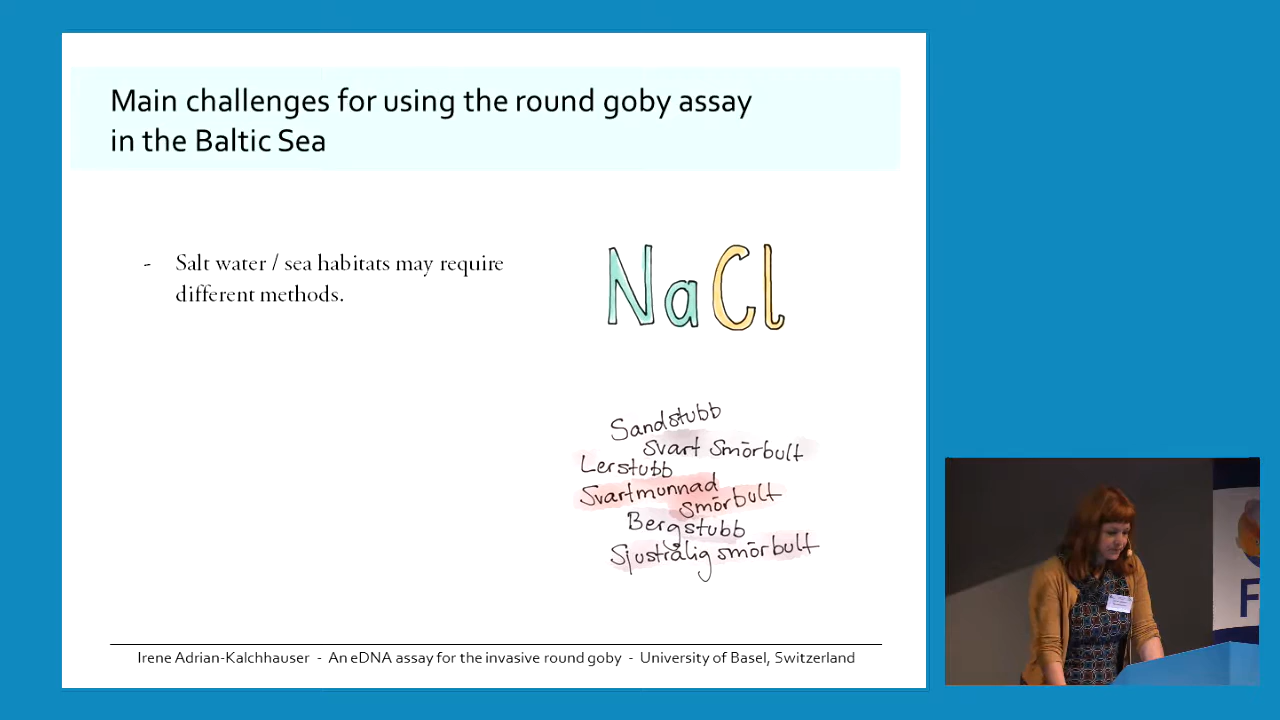 Main challenges for using the round goby assay
in the Baltic Sea
- Salt water / sea habitats may require
different methods.
NaCl
Sandstubb
Svart Smörbult
Lerstubb
Svartmunnad
smörbult
Bergstubb
Sjustrålig smörbult
Irene Adrian-Kalchhauser - An eDNA assay for the invasive round goby - University of Basel, Switzerland
F